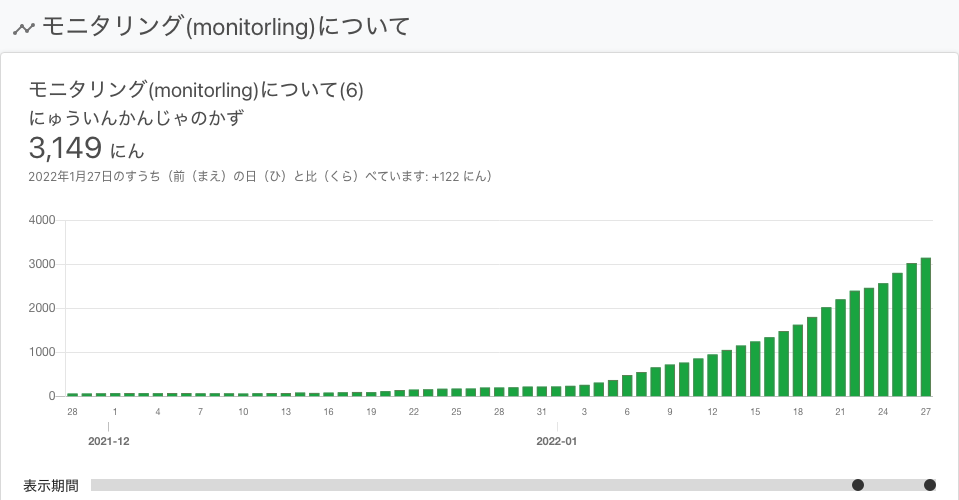 モニタリング(monitorling)について
モニタリング(monitorling)について(6)
にゅういんかんじゃのかず
3,149 にん
2022年1月27日のすうち（前（まえ）の日（ひ）と比（くら）べています: +122 にん）
4000
3000
2000
1000
0
28 1 4 7 10 13 16 19 22 25 28 31 3 6 9 12 15 18 21 24 27
2021-12 2022-01
表示期間